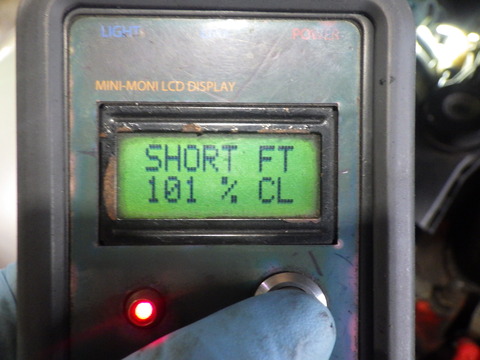 LIGHT POWER
MINI-MONI LCD DISPLAY
SHORT FT
101 % CL